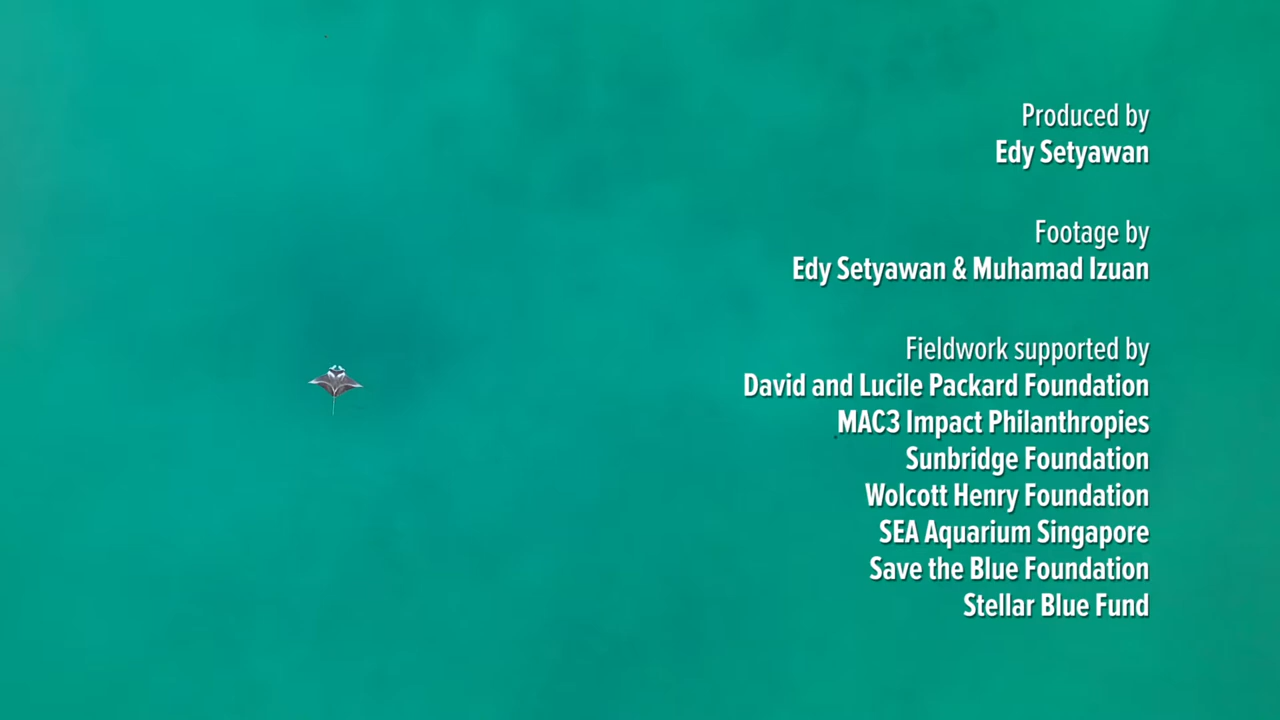 Produced by
Edy Setyawan
Footage by
Edy Setyawan & Muhamad Izuan
Fieldwork supported by
David and Lucile Packard Foundation
MAC3 Impact Philanthropies
Sunbridge Foundation
Wolcott Henry Foundation
SEA Aquarium Singapore
Save the Blue Foundation
Stellar Blue Fund